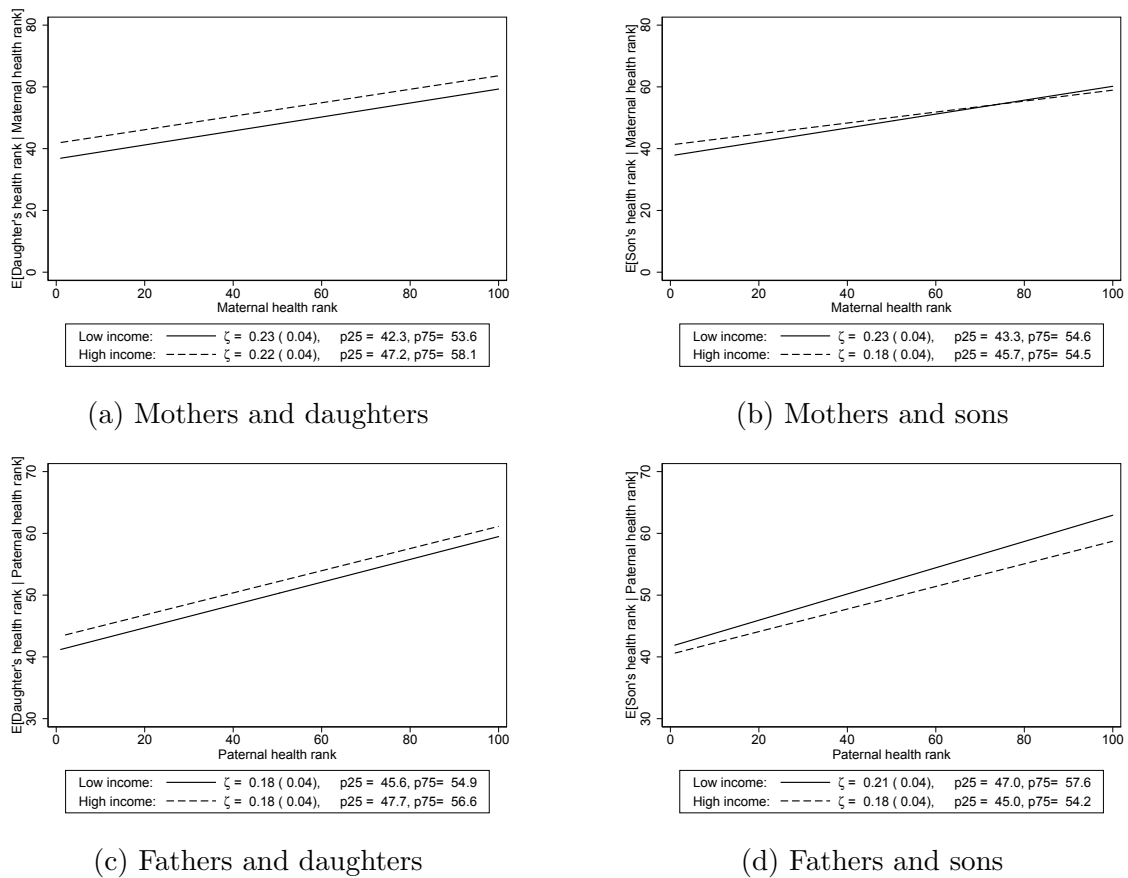 E[Daughter's health rank | Maternal health rank]
80
60
40
20
0
0 20 40 60 80 100
Maternal health rank
Low income: ζ = 0.23 ( 0.04), p25 = 42.3, p75= 53.6
High income: ζ = 0.22 ( 0.04), p25 = 47.2, p75= 58.1
(a) Mothers and daughters
E[Son's health rank | Maternal health rank]
80
60
40
20
0
0 20 40 60 80 100
Maternal health rank
Low income: ζ = 0.23 ( 0.04), p25 = 43.3, p75= 54.6
High income: ζ = 0.18 ( 0.04), p25 = 45.7, p75= 54.5
(b) Mothers and sons
E[Daughter's health rank | Paternal health rank]
70
60
50
40
30
0 20 40 60 80 100
Paternal health rank
Low income: ζ = 0.18 ( 0.04), p25 = 45.6, p75= 54.9
High income: ζ = 0.18 ( 0.04), p25 = 47.7, p75= 56.6
(c) Fathers and daughters
E[Son's health rank | Paternal health rank]
70
60
50
40
30
0 20 40 60 80 100
Paternal health rank
Low income: ζ = 0.21 ( 0.04), p25 = 47.0, p75= 57.6
High income: ζ = 0.18 ( 0.04), p25 = 45.0, p75= 54.2
(d) Fathers and sons